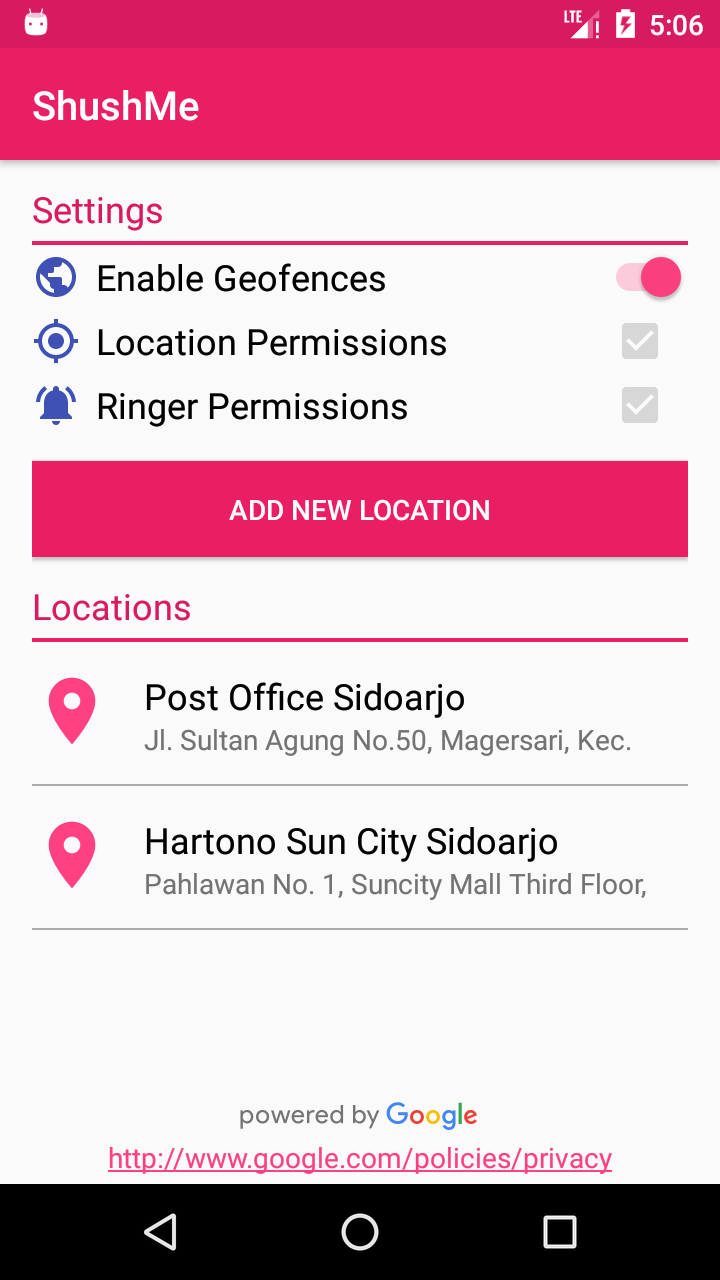 LTE 5:06
ShushMe
Settings
Enable Geofences
Location Permissions
Ringer Permissions
ADD NEW LOCATION
Locations
Post Office Sidoarjo
Jl. Sultan Agung No.50, Magersari, Kec.
Hartono Sun City Sidoarjo
Pahlawan No. 1, Suncity Mall Third Floor,
powered by Google
http://www.google.com/policies/privacy